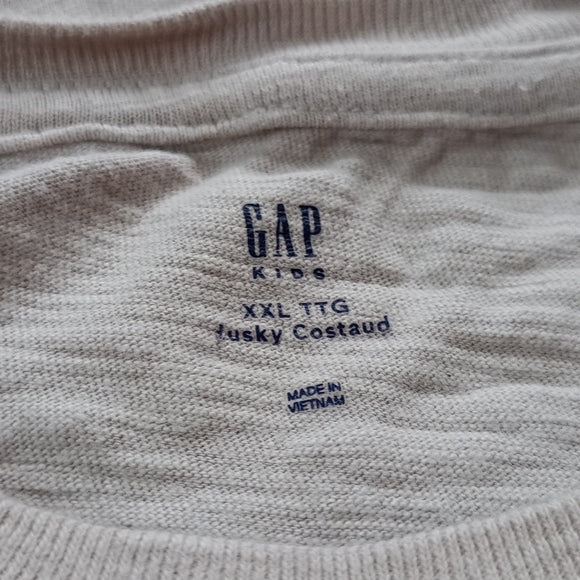 GAP
KIDS
XXL TTG
Husky Costaud
MADE IN
VIETNAM